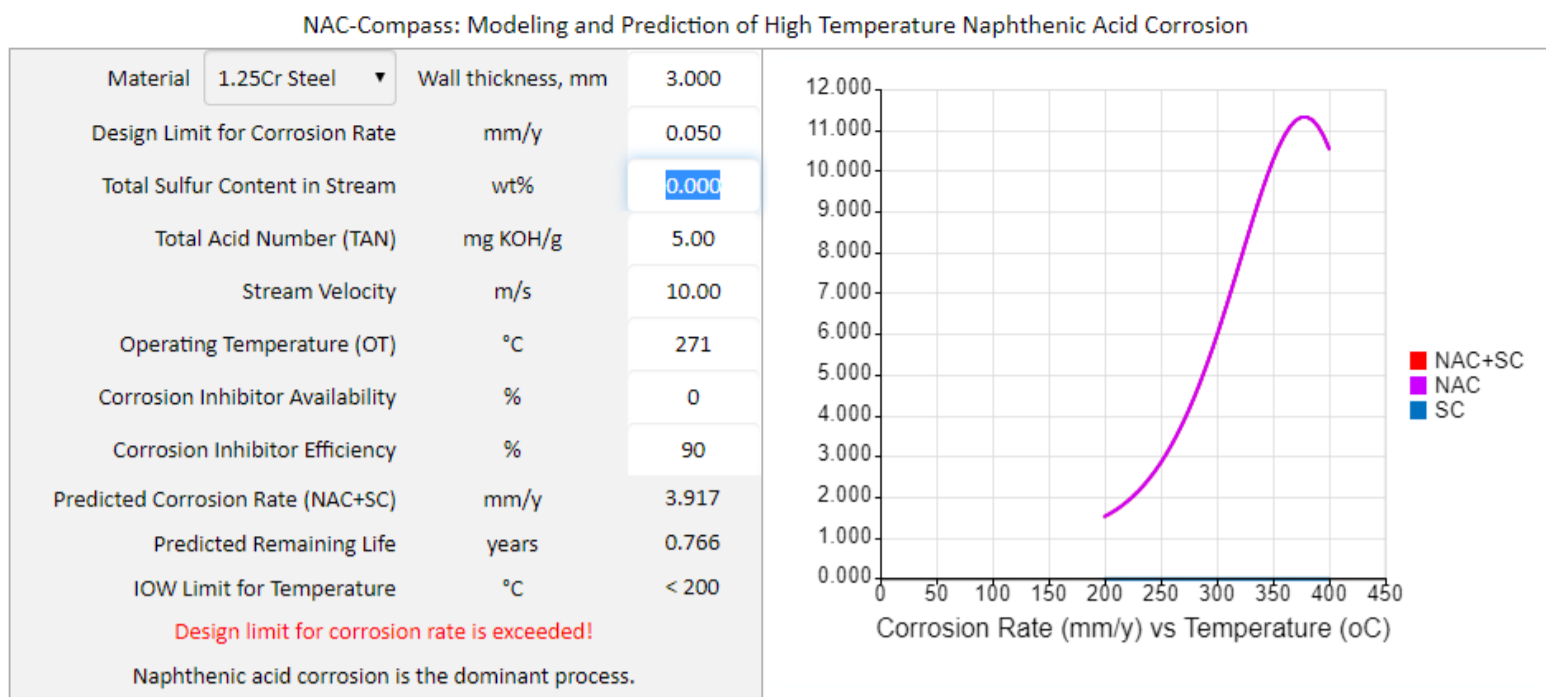 NAC-Compass: Modeling and Prediction of High Temperature Naphthenic Acid Corrosion
Material 1.25Cr Steel ▼ Wall thickness, mm 3.000
Design Limit for Corrosion Rate mm/y 0.050
Total Sulfur Content in Stream wt% 0.000
Total Acid Number (TAN) mg KOH/g 5.00
Stream Velocity m/s 10.00
Operating Temperature (OT) °C 271
Corrosion Inhibitor Availability % 0
Corrosion Inhibitor Efficiency % 90
Predicted Corrosion Rate (NAC+SC) mm/y 3.917
Predicted Remaining Life years 0.766
IOW Limit for Temperature °C < 200
Design limit for corrosion rate is exceeded!
Naphthenic acid corrosion is the dominant process.
12.000
11.000
10.000
9.000
8.000
7.000
6.000
5.000
4.000
3.000
2.000
1.000
0.000
0 50 100 150 200 250 300 350 400 450
Corrosion Rate (mm/y) vs Temperature (oC)
NAC+SC
NAC
SC